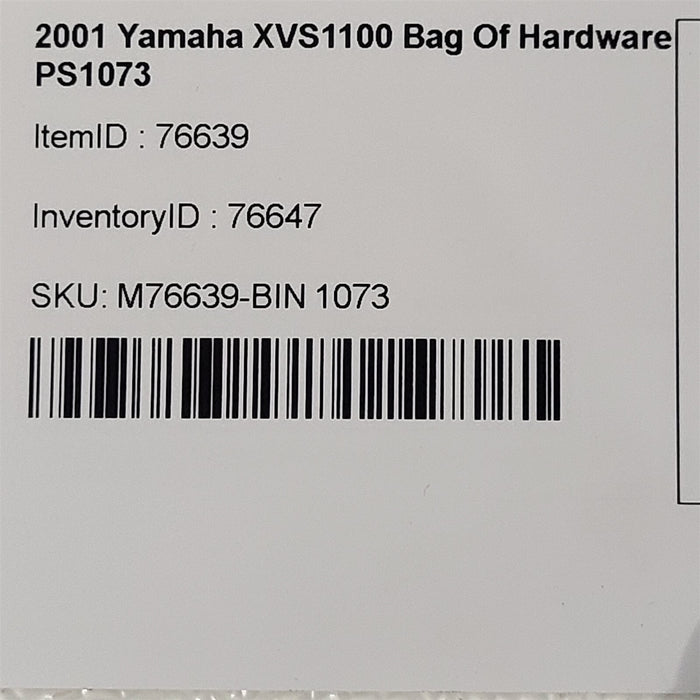 2001 Yamaha XVS1100 Bag Of Hardware
PS1073
ItemID : 76639
InventoryID : 76647
SKU: M76639-BIN 1073